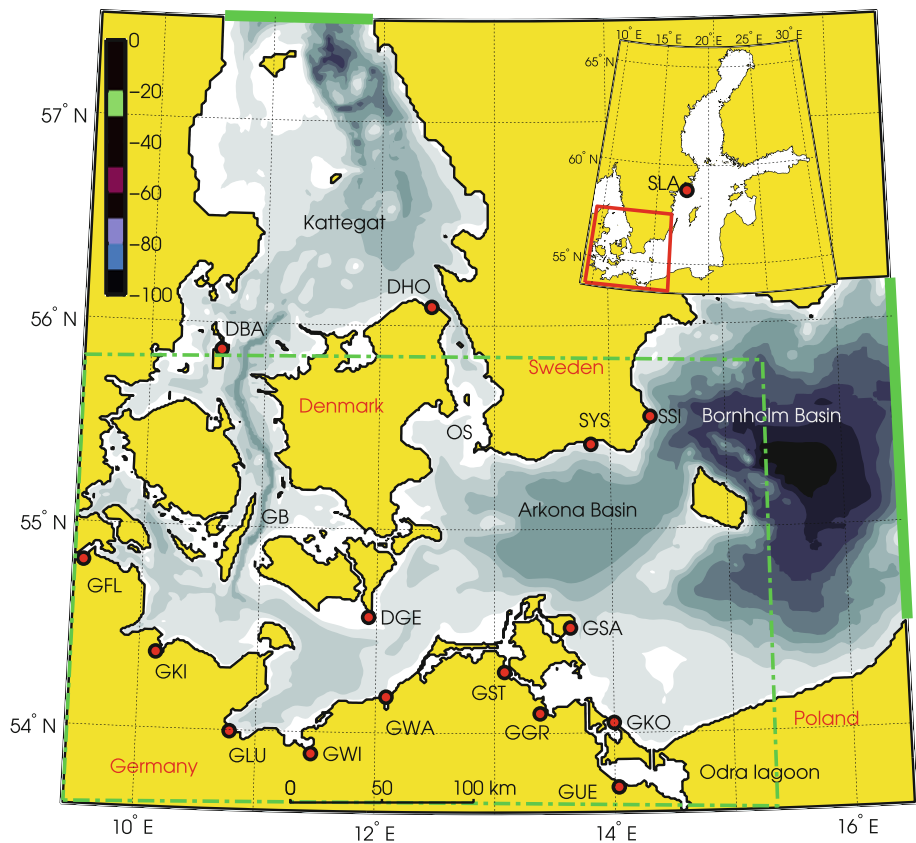 10° E 15° E 20° E 25° E 30° E
65° N
60° N
55° N
SLA
0
−20
−40
−60
−80
−100
57° N
56° N
55° N
54° N
Kattegat
DHO
DBA
Sweden
Denmark
SYS
SSI
Bornholm Basin
OS
Arkona Basin
GB
GFL
DGE
GSA
GKI
GST
GWA
GGR
GKO
Poland
GLU
GWI
Germany
Odra lagoon
GUE
0 50 100 km
10° E 12° E 14° E 16° E